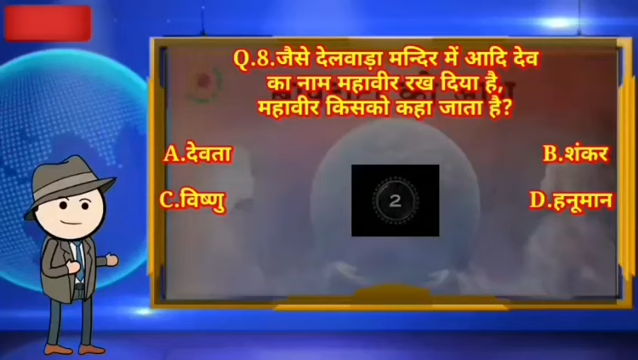 Q.8.जैसे देलवाड़ा मन्दिर में आदि देव
का नाम महावीर रख दिया है,
महावीर किसको कहा जाता है?
A.देवता
B.शंकर
2
C.विष्णु
D.हनूमान